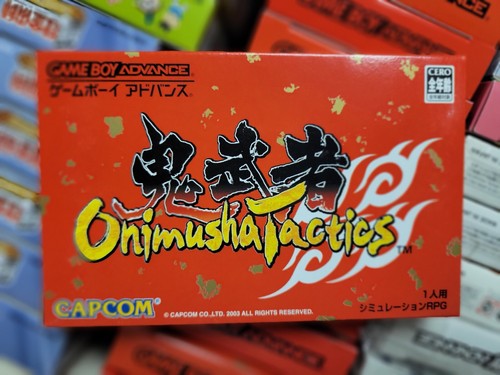 GAME BOY ADVANCE
ゲームボーイ アドバンス
CERO
全年齢
鬼武者
Onimusha Tactics™
CAPCOM®
© CAPCOM CO.,LTD. 2003 ALL RIGHTS RESERVED.
1人用
シミュレーションRPG